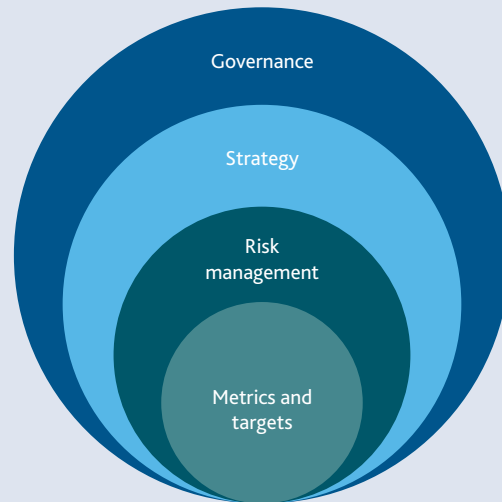 Governance
Strategy
Risk
management
Metrics and
targets